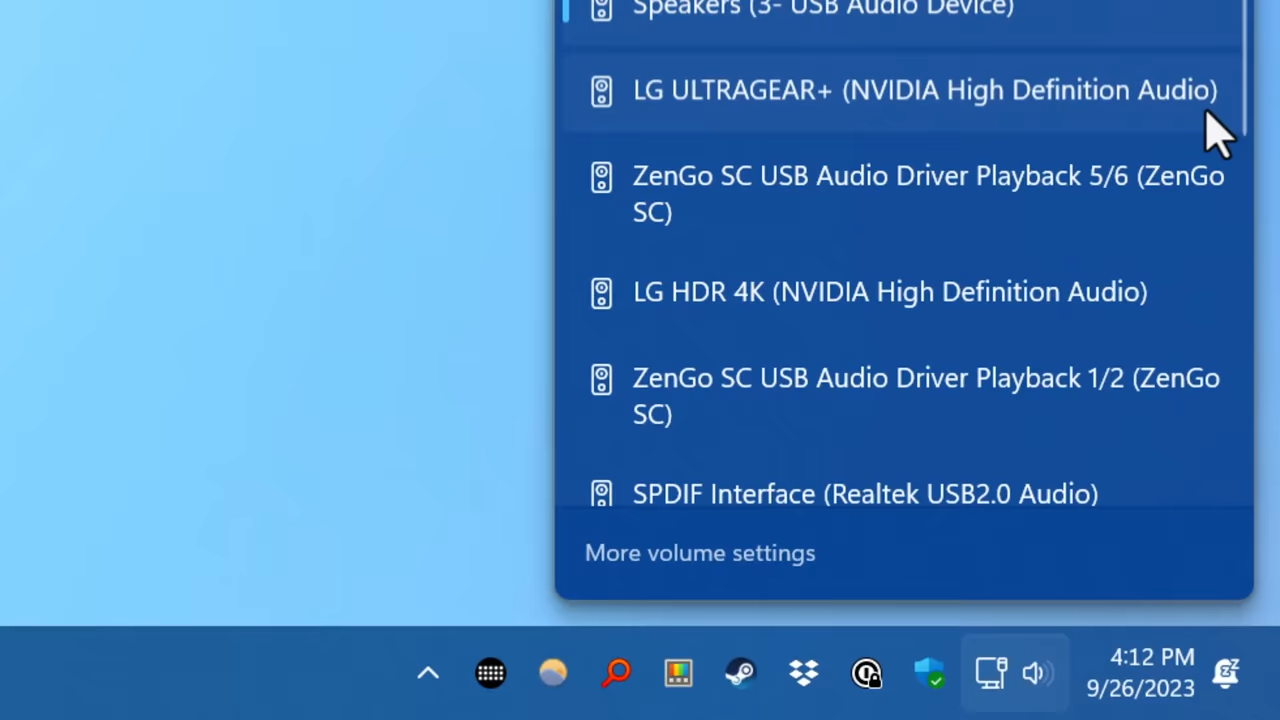 Speakers (3- USB Audio Device)
LG ULTRAGEAR+ (NVIDIA High Definition Audio)
ZenGo SC USB Audio Driver Playback 5/6 (ZenGo
SC)
LG HDR 4K (NVIDIA High Definition Audio)
ZenGo SC USB Audio Driver Playback 1/2 (ZenGo
SC)
SPDIF Interface (Realtek USB2.0 Audio)
More volume settings
4:12 PM
9/26/2023